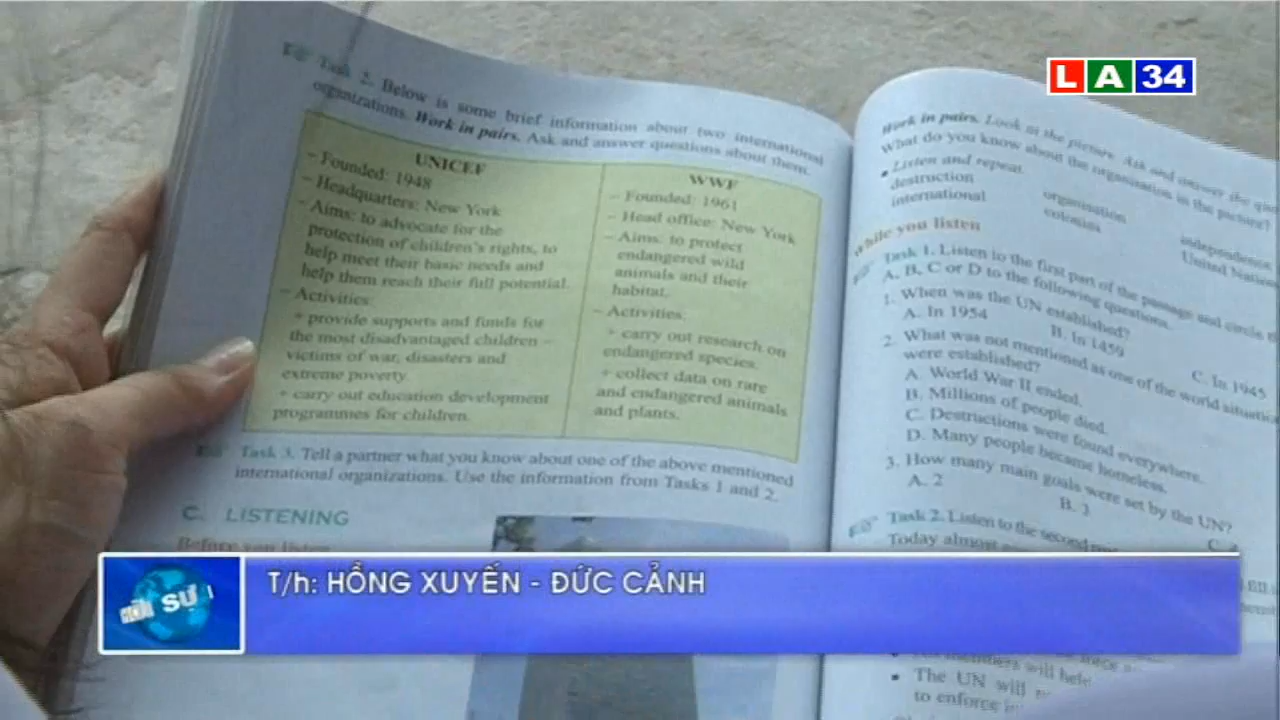 LA34
Task 2. Below is some brief information about two international
organizations. Work in pairs. Ask and answer questions about them.
UNICEF
– Founded: 1948
– Headquarters: New York
– Aims: to advocate for the
protection of children's rights, to
help meet their basic needs and
help them reach their full potential.
– Activities:
+ provide supports and funds for
the most disadvantaged children –
victims of war, disasters and
extreme poverty.
+ carry out education development
programmes for children.
WWF
– Founded: 1961
– Head office: New York
– Aims: to protect
endangered wild
animals and their
habitat.
– Activities:
+ carry out research on
endangered species.
+ collect data on rare
and endangered animals
and plants.
Task 3. Tell a partner what you know about one of the above mentioned
international organizations. Use the information from Tasks 1 and 2.
C. LISTENING
Before you listen
Work in pairs. Look at the picture. Ask and answer the
What do you know about the organization in the picture?
• Listen and repeat.
destruction organisation independence
international colonies United
While you listen
Task 1. Listen to the first part of the passage and circle
A, B, C or D to the following questions.
1. When was the UN established?
A. In 1954 B. In 1459 C. In 1945
2. What was not mentioned as one of the world
were established?
A. World War II ended.
B. Millions of people died.
C. Destructions were found everywhere.
D. Many people became homeless.
3. How many main goals were set by the UN?
A. 2 B. 3 C.
Task 2. Listen to the second
Today almost
members will
• The UN will
to enforce
SỰ
T/h: HỒNG XUYẾN - ĐỨC CẢNH